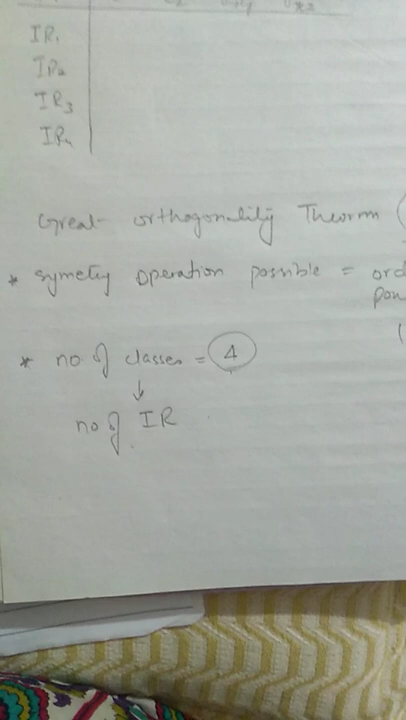 IR1
IR2
IR3
IR4
Great orthogonality Theorm (
* symetry operation possible = ord
* no of classes = 4
↓
no of IR